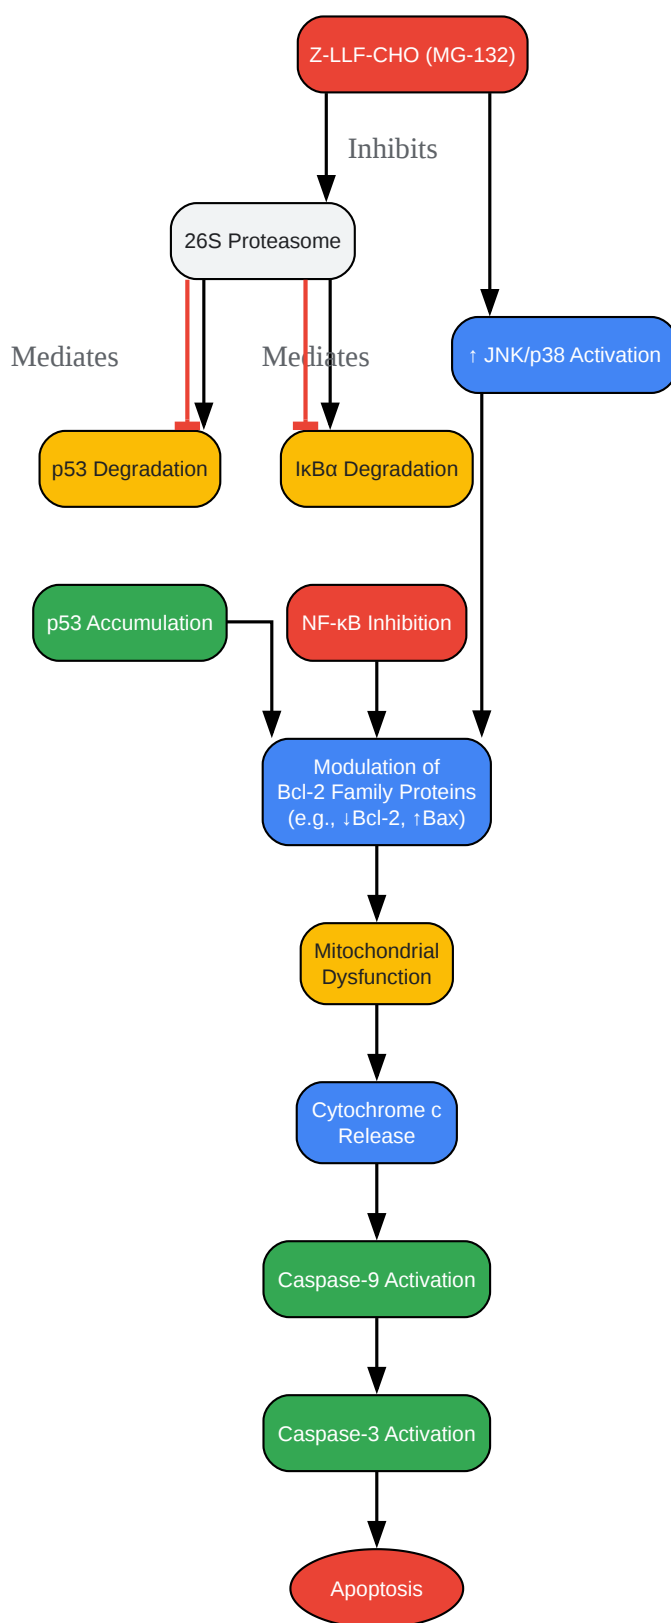 Z-LLF-CHO (MG-132)
Inhibits
26S Proteasome
Mediates
Mediates
↑ JNK/p38 Activation
p53 Degradation
IκBα Degradation
p53 Accumulation
NF-κB Inhibition
Modulation of
Bcl-2 Family Proteins
(e.g., ↓Bcl-2, ↑Bax)
Mitochondrial
Dysfunction
Cytochrome c
Release
Caspase-9 Activation
Caspase-3 Activation
Apoptosis